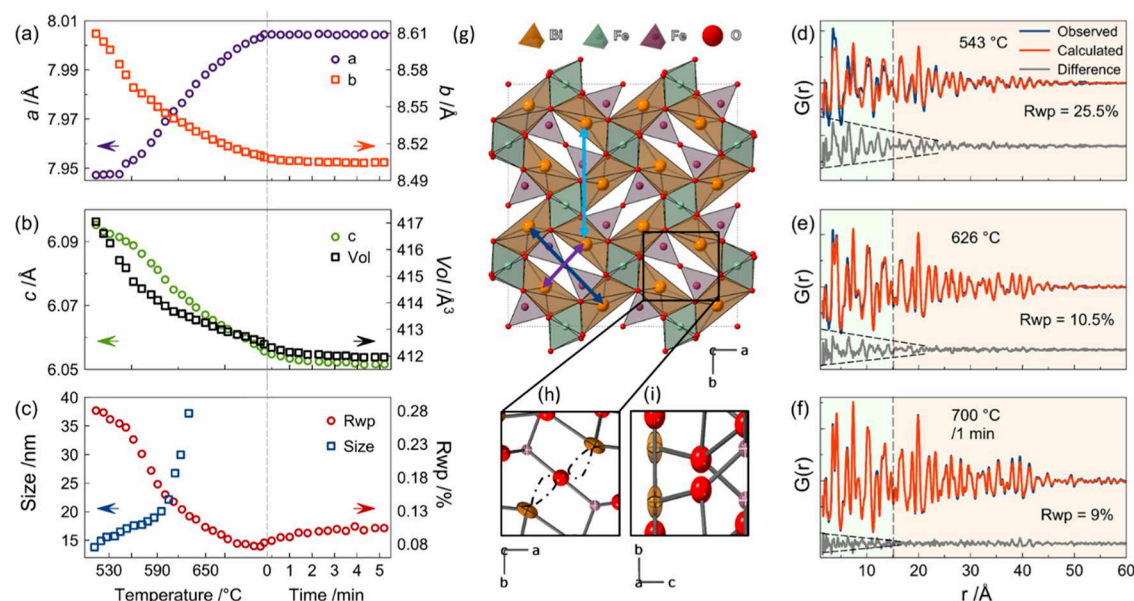 (a)
8.01
7.99
7.97
7.95
a /Å
a
b
8.61
8.58
8.55
8.52
8.49
b /Å
(b)
6.09
6.07
6.05
c /Å
c
Vol
417
416
415
414
413
412
Vol/Å³
(c)
40
35
30
25
20
15
Size /nm
Rwp
Size
0.28
0.23
0.18
0.13
0.08
Rwp /%
530 590 650 0 1 2 3 4 5
Temperature /°C Time /min
(g)
Bi Fe Fe O
c a
b
(h)
c a
b
(i)
b
a c
(d)
G(r)
543 °C
Observed
Calculated
Difference
Rwp = 25.5%
(e)
G(r)
626 °C
Rwp = 10.5%
(f)
G(r)
700 °C
/1 min
Rwp = 9%
10 20 30 40 50 60
r /Å